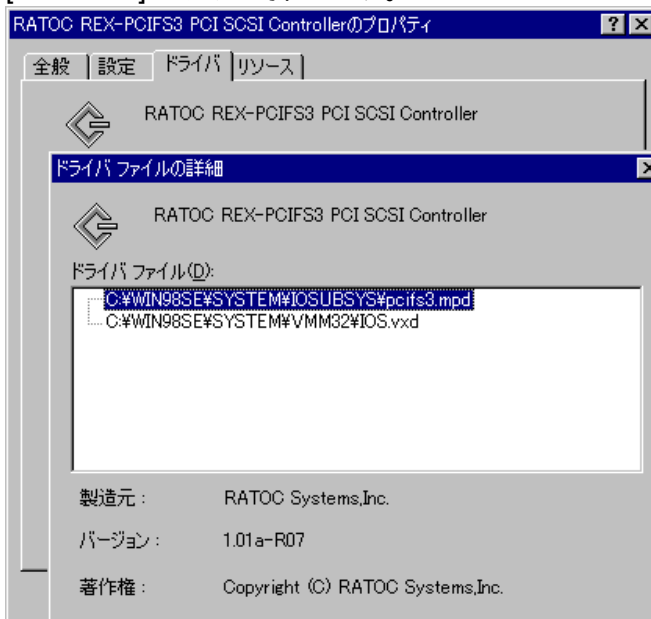 RATOC REX-PCIFS3 PCI SCSI Controllerのプロパティ
全般 設定 ドライバ リソース
RATOC REX-PCIFS3 PCI SCSI Controller
ドライバ ファイルの詳細
RATOC REX-PCIFS3 PCI SCSI Controller
ドライバ ファイル(D):
C:¥WIN98SE¥SYSTEM¥IOSUBSYS¥pcifs3.mpd
C:¥WIN98SE¥SYSTEM¥VMM32¥IOS.vxd
製造元： RATOC Systems,Inc.
バージョン： 1.01a-R07
著作権： Copyright (C) RATOC Systems,Inc.